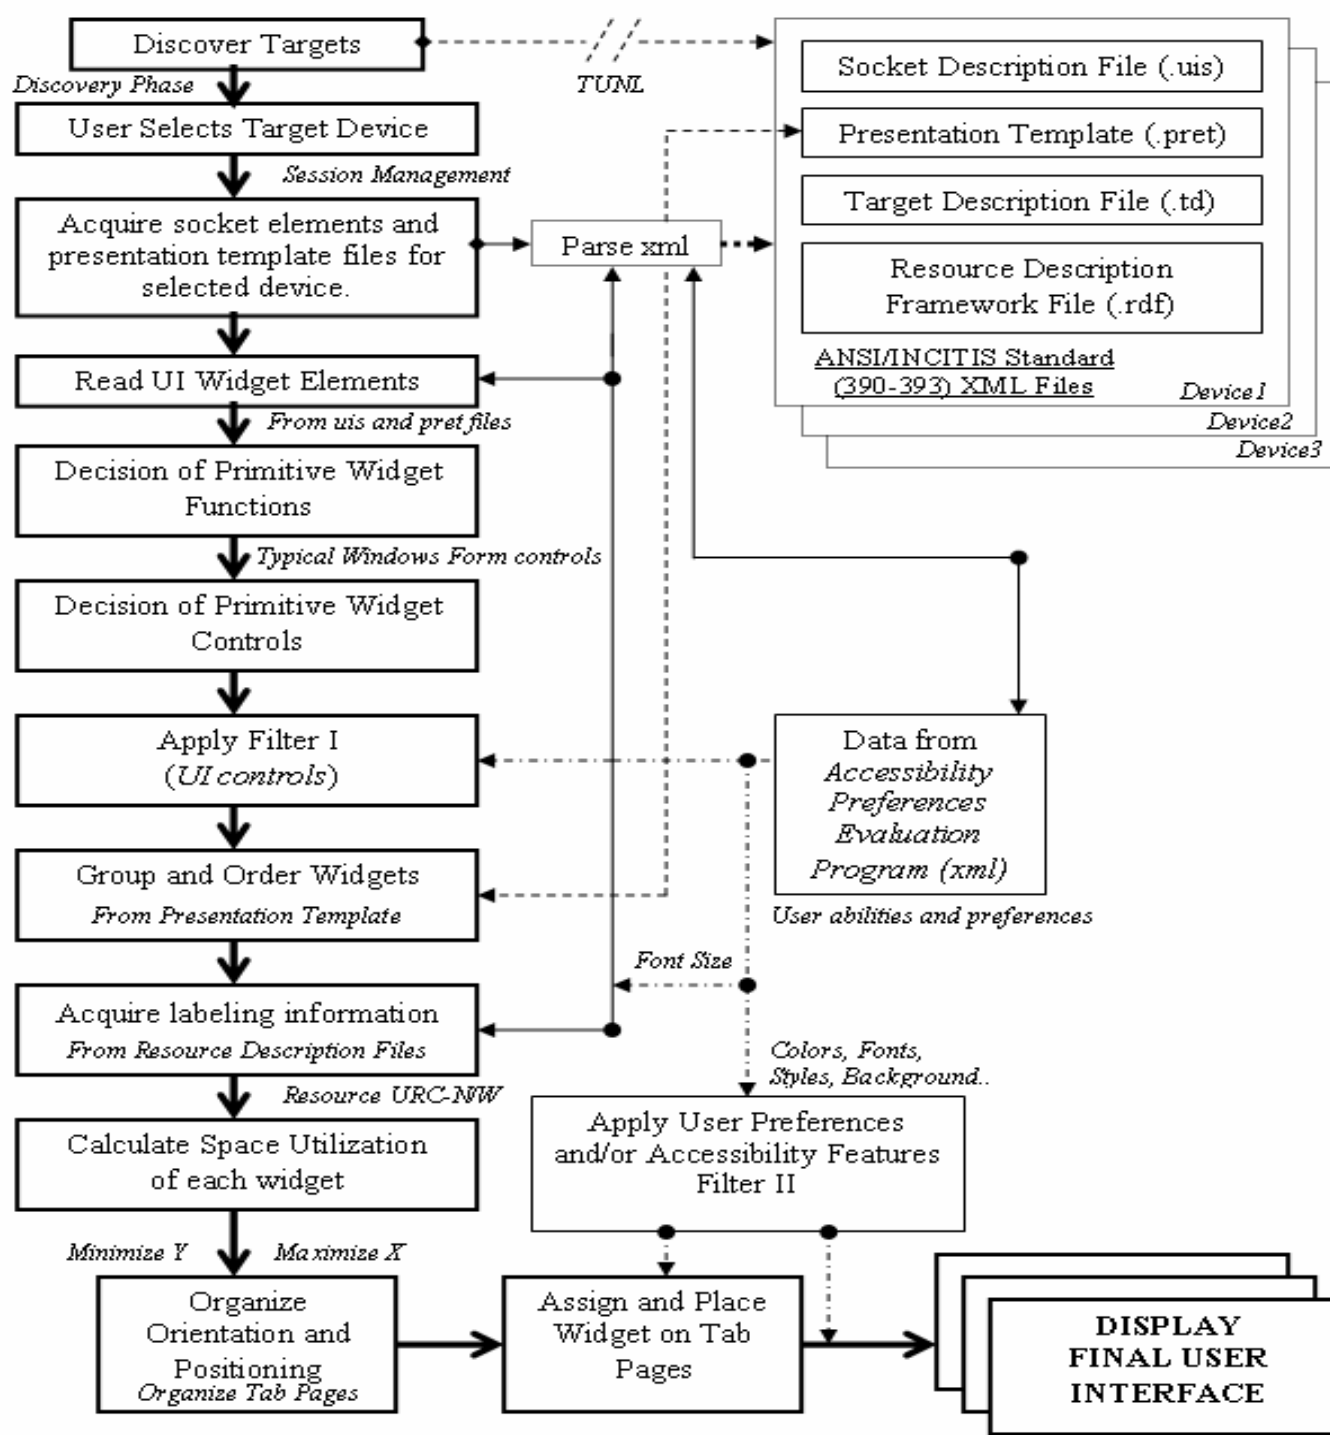 Discover Targets
Discovery Phase
TUNL
User Selects Target Device
Session Management
Acquire socket elements and
presentation template files for
selected device.
Parse xml
Socket Description File (.uis)
Presentation Template (.pret)
Target Description File (.td)
Resource Description
Framework File (.rdf)
ANSI/INCITIS Standard
(390-393) XML Files
Device1
Device2
Device3
Read UI Widget Elements
From uis and pret files
Decision of Primitive Widget
Functions
Typical Windows Form controls
Decision of Primitive Widget
Controls
Apply Filter I
(UI controls)
Data from
Accessibility
Preferences
Evaluation
Program (xml)
User abilities and preferences
Group and Order Widgets
From Presentation Template
Font Size
Acquire labeling information
From Resource Description Files
Resource URC-NW
Colors, Fonts,
Styles, Background..
Calculate Space Utilization
of each widget
Apply User Preferences
and/or Accessibility Features
Filter II
Minimize Y
Maximize X
Organize
Orientation and
Positioning
Organize Tab Pages
Assign and Place
Widget on Tab
Pages
DISPLAY
FINAL USER
INTERFACE